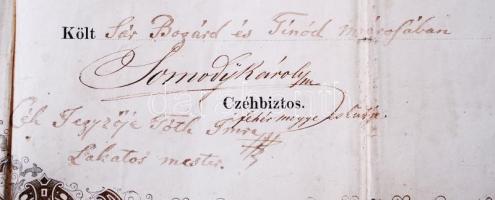 Költ Sár Bogárd és Tinód városában
Somody Károly
Czéhbiztos.
fehér megye
Céh Jegyzője Tóth Imre
Lakatos mester.